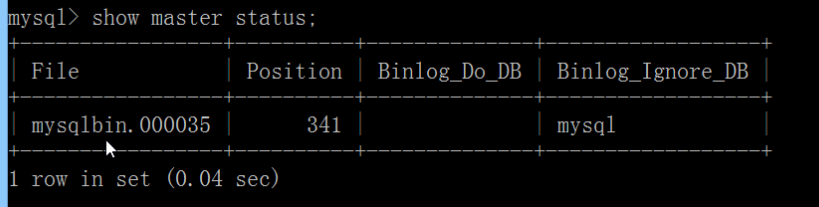 mysql> show master status;
+------------------+----------+--------------+------------------+
| File | Position | Binlog_Do_DB | Binlog_Ignore_DB |
+------------------+----------+--------------+------------------+
| mysqlbin.000035 | 341 | | mysql |
+------------------+----------+--------------+------------------+
1 row in set (0.04 sec)